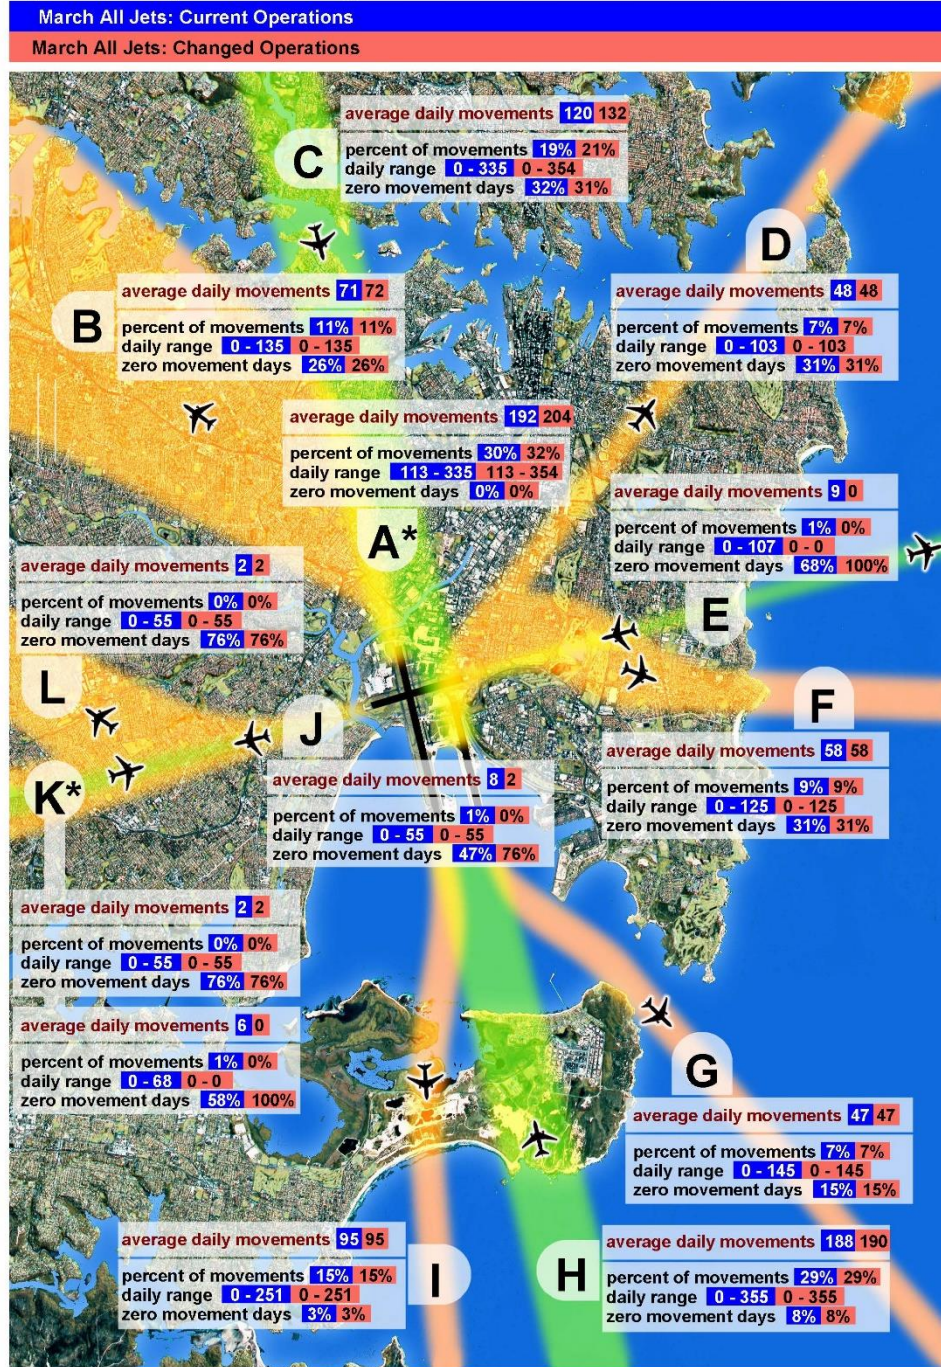 March All Jets: Current Operations
March All Jets: Changed Operations
C
average daily movements 120 132
percent of movements 19% 21%
daily range 0 - 335 0 - 354
zero movement days 32% 31%
D
average daily movements 48 48
percent of movements 7% 7%
daily range 0 - 103 0 - 103
zero movement days 31% 31%
B
average daily movements 71 72
percent of movements 11% 11%
daily range 0 - 135 0 - 135
zero movement days 26% 26%
average daily movements 192 204
percent of movements 30% 32%
daily range 113 - 335 113 - 354
zero movement days 0% 0%
A*
average daily movements 9 0
percent of movements 1% 0%
daily range 0 - 107 0 - 0
zero movement days 68% 100%
E
average daily movements 2 2
percent of movements 0% 0%
daily range 0 - 55 0 - 55
zero movement days 76% 76%
L
F
average daily movements 58 58
percent of movements 9% 9%
daily range 0 - 125 0 - 125
zero movement days 31% 31%
J
average daily movements 8 2
percent of movements 1% 0%
daily range 0 - 55 0 - 55
zero movement days 47% 76%
K*
average daily movements 2 2
percent of movements 0% 0%
daily range 0 - 55 0 - 55
zero movement days 76% 76%
average daily movements 6 0
percent of movements 1% 0%
daily range 0 - 68 0 - 0
zero movement days 58% 100%
G
average daily movements 47 47
percent of movements 7% 7%
daily range 0 - 145 0 - 145
zero movement days 15% 15%
average daily movements 95 95
percent of movements 15% 15%
daily range 0 - 251 0 - 251
zero movement days 3% 3%
I
H
average daily movements 188 190
percent of movements 29% 29%
daily range 0 - 355 0 - 355
zero movement days 8% 8%